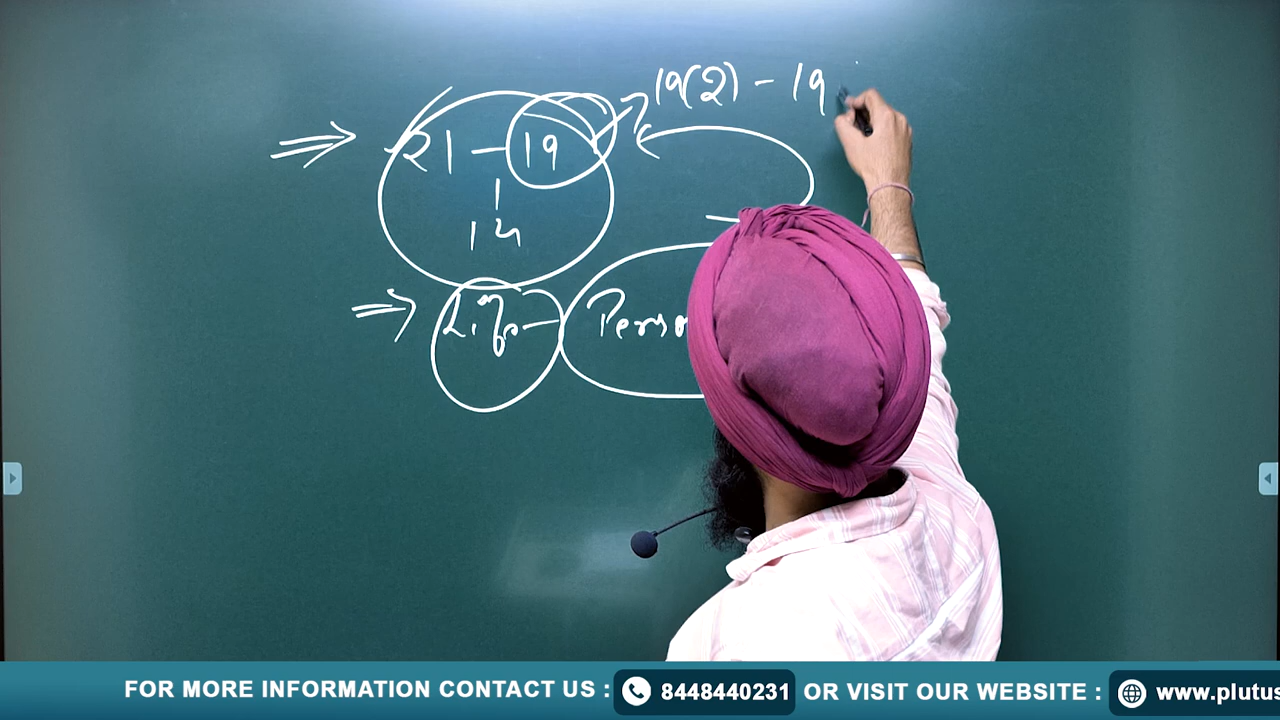 19(2) - 19
⇒ 21 - 19
14
⇒ Life - Perso
FOR MORE INFORMATION CONTACT US : 8448440231 OR VISIT OUR WEBSITE : www.plutus